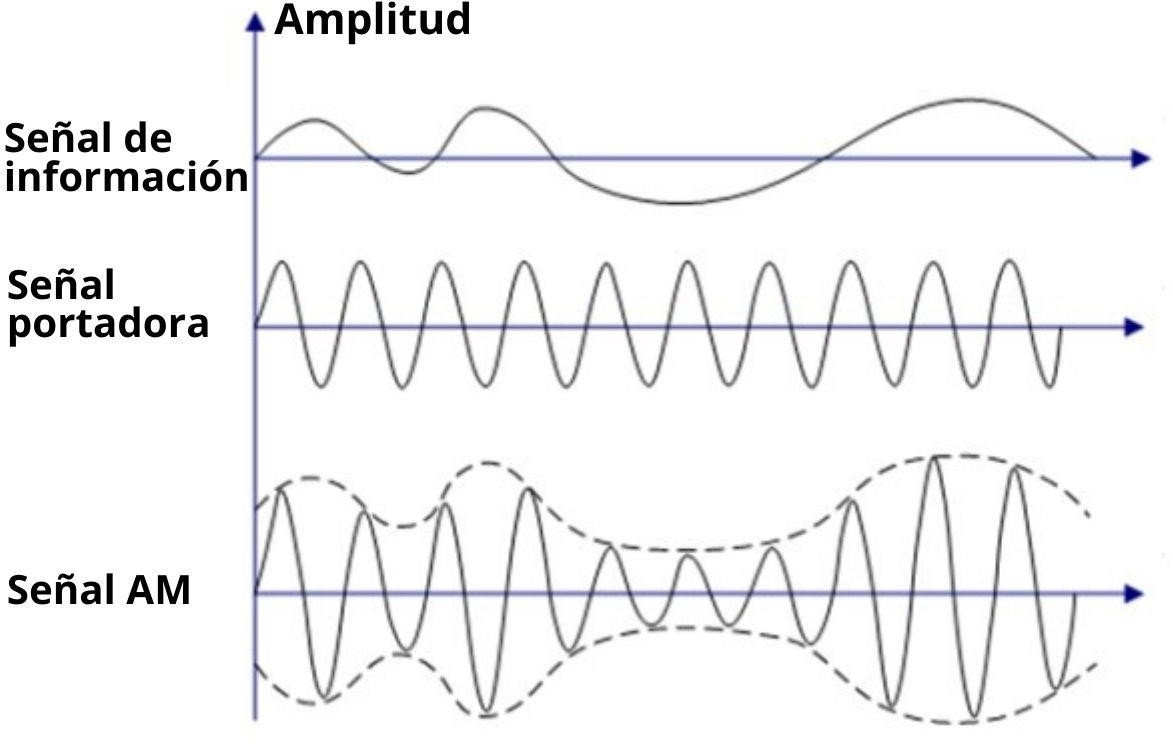 Amplitud
Señal de
información
Señal
portadora
Señal AM